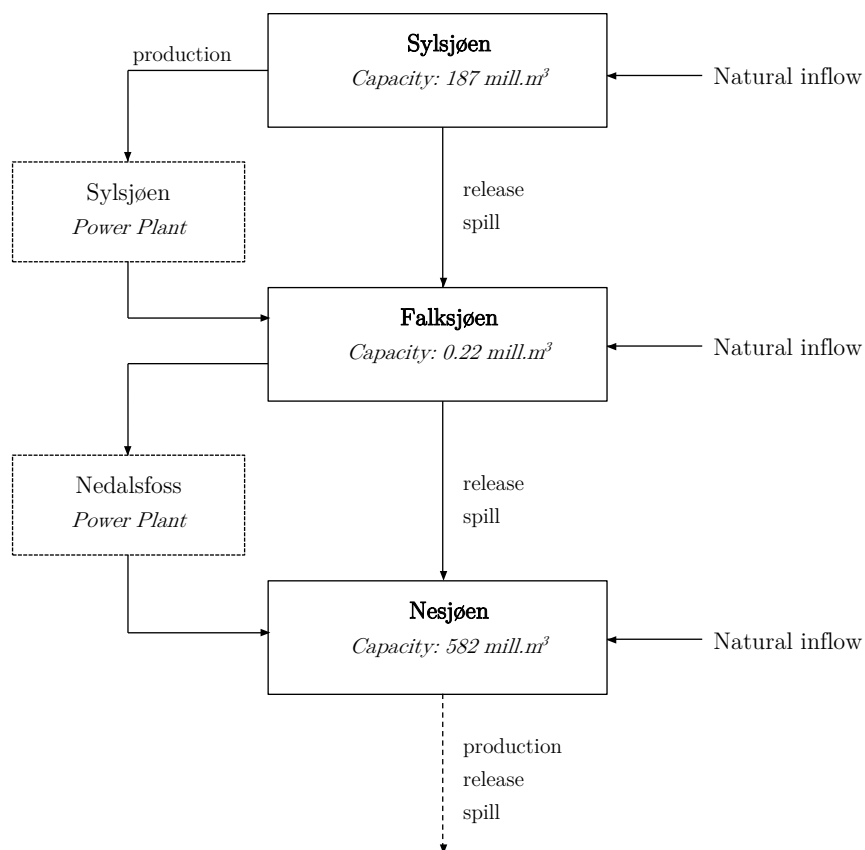 Sylsjøen
production
Capacity: 187 mill.m³
Natural inflow
Sylsjøen
Power Plant
release
spill
Falksjøen
Capacity: 0.22 mill.m³
Natural inflow
Nedalsfoss
Power Plant
release
spill
Nesjøen
Capacity: 582 mill.m³
Natural inflow
production
release
spill